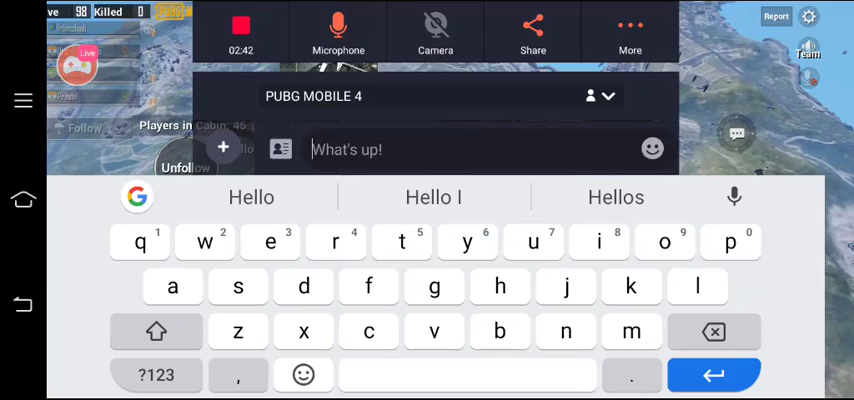 ve 98 Killed 0
Live
02:42
Microphone
Camera
Share
More
Report
Team
PUBG MOBILE 4
Follow
Players in Cabin: 46
Unfollow
What's up!
Hello
Hello I
Hellos
q 1 w 2 e 3 r 4 t 5 y 6 u 7 i 8 o 9 p 0
a s d f g h j k l
z x c v b n m
?123 , .